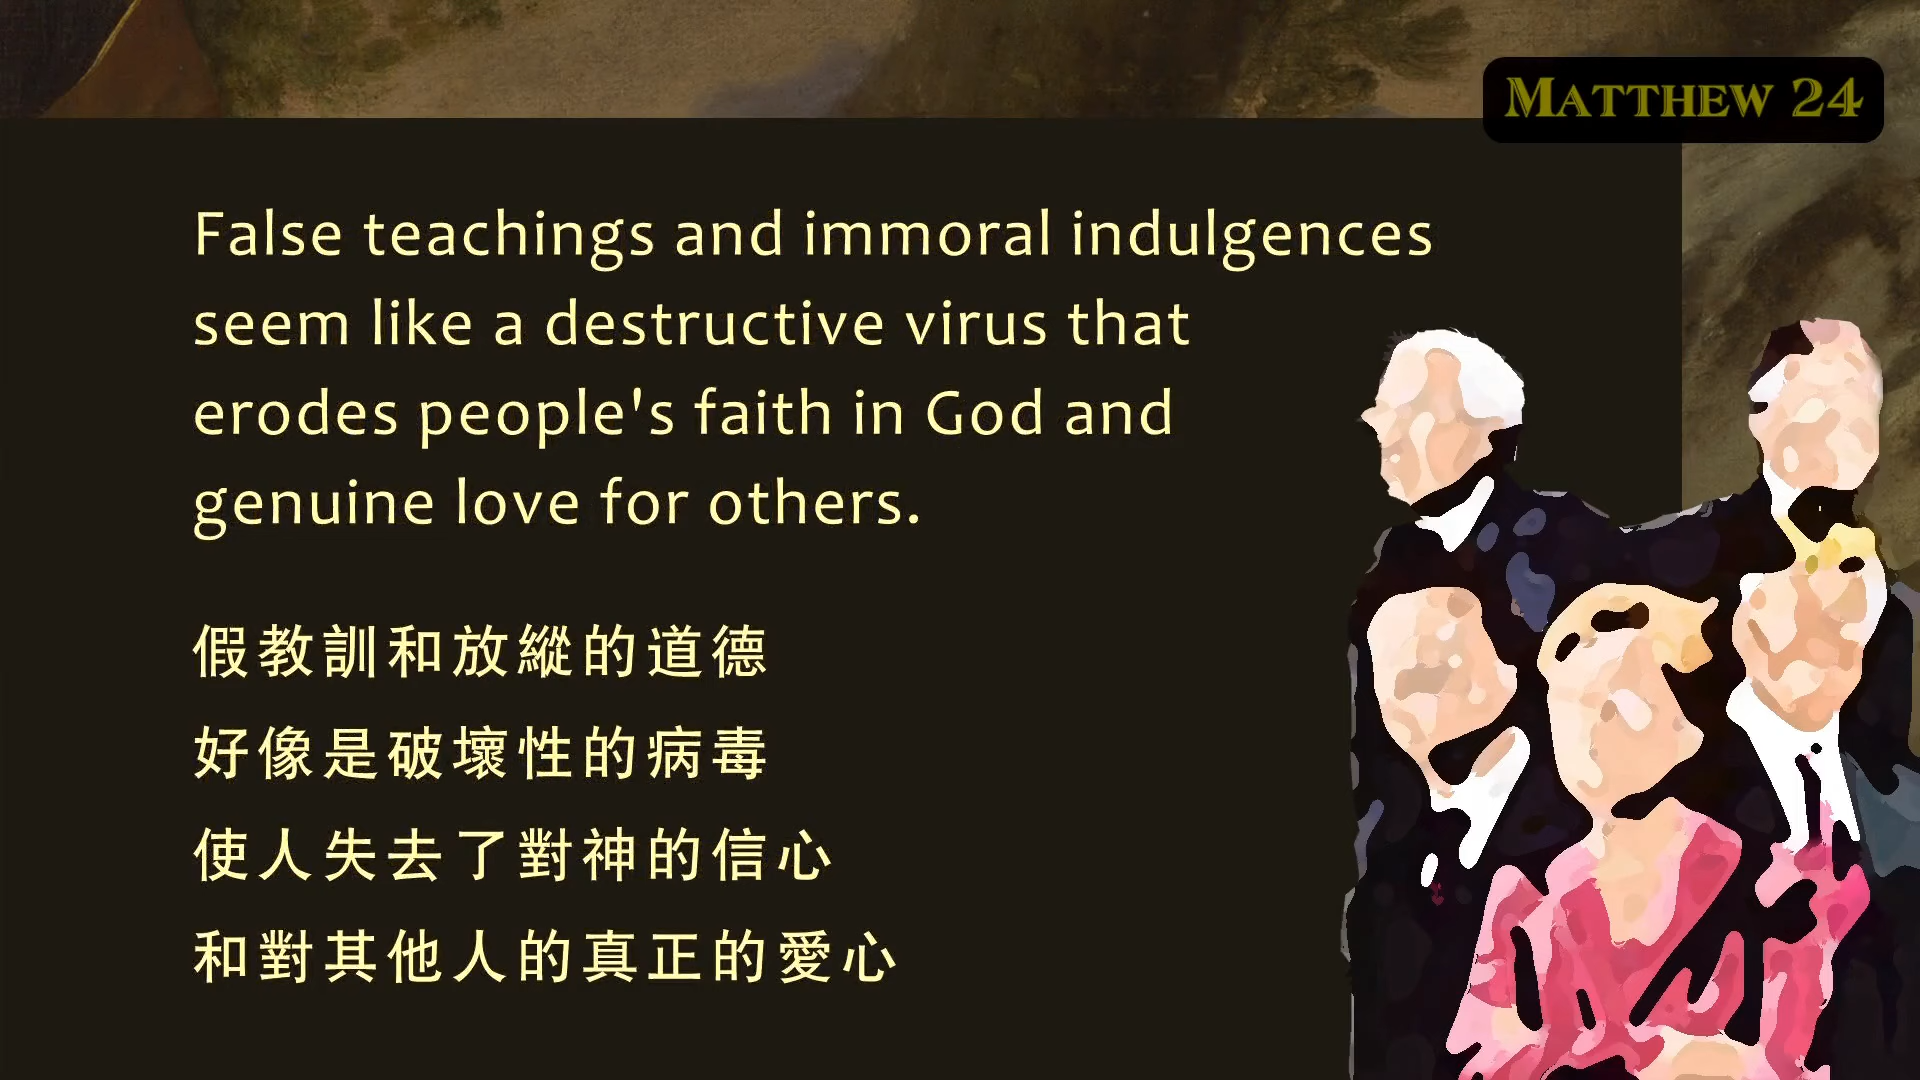 MATTHEW 24
False teachings and immoral indulgences
seem like a destructive virus that
erodes people's faith in God and
genuine love for others.
假教訓和放縱的道德
好像是破壞性的病毒
使人失去了對神的信心
和對其他人的真正的愛心